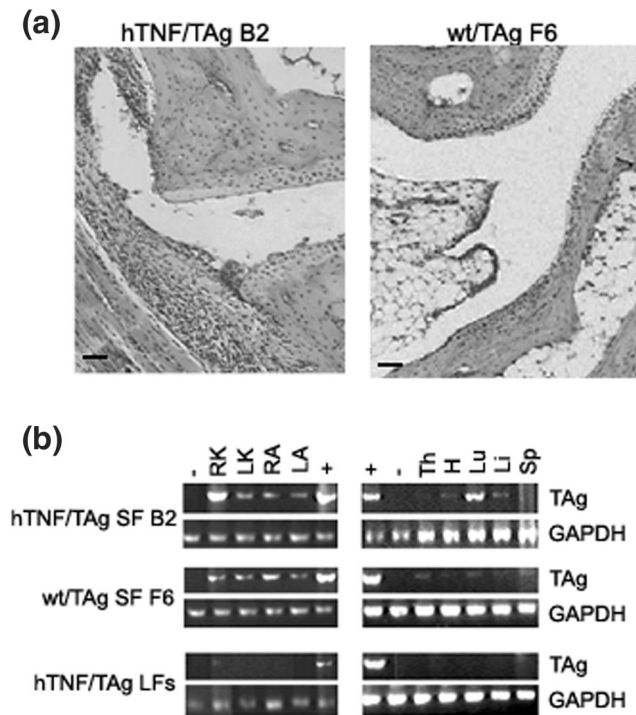 (a)
hTNF/TAg B2
wt/TAg F6
(b)
- RK LK RA LA + + - Th H Lu Li Sp
hTNF/TAg SF B2
TAg
GAPDH
wt/TAg SF F6
TAg
GAPDH
hTNF/TAg LFs
TAg
GAPDH